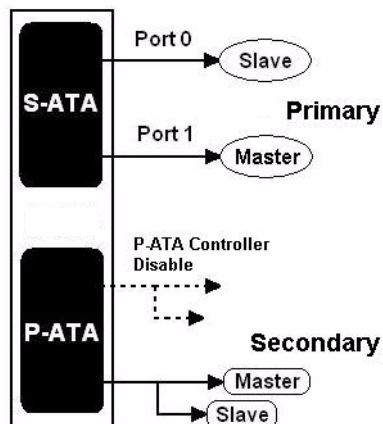 Port 0
Slave
S-ATA
Primary
Port 1
Master
P-ATA Controller
Disable
P-ATA
Secondary
Master
Slave